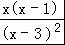 x(x-1)
(x-3)²